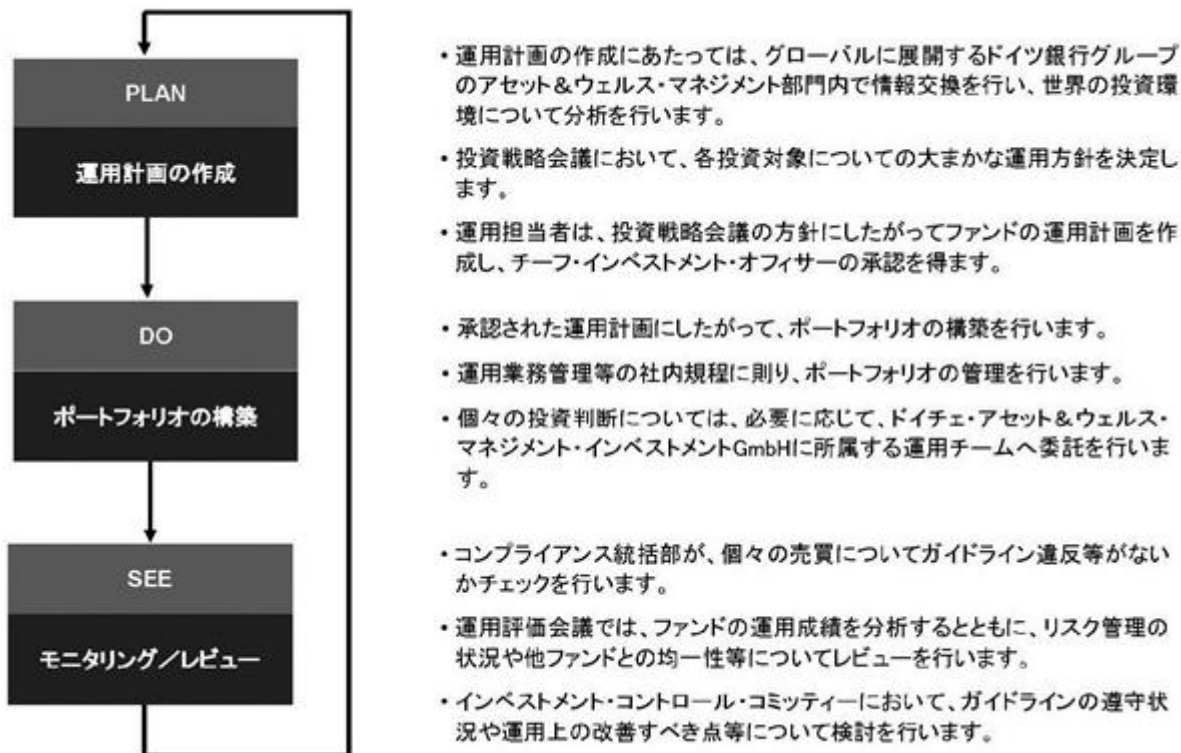 PLAN
運用計画の作成
・運用計画の作成にあたっては、グローバルに展開するドイツ銀行グループ
のアセット＆ウェルス・マネジメント部門内で情報交換を行い、世界の投資環
境について分析を行います。
・投資戦略会議において、各投資対象についての大まかな運用方針を決定し
ます。
・運用担当者は、投資戦略会議の方針にしたがってファンドの運用計画を作
成し、チーフ・インベストメント・オフィサーの承認を得ます。
DO
ポートフォリオの構築
・承認された運用計画にしたがって、ポートフォリオの構築を行います。
・運用業務管理等の社内規程に則り、ポートフォリオの管理を行います。
・個々の投資判断については、必要に応じて、ドイチェ・アセット＆ウェルス・
マネジメント・インベストメントGmbHに所属する運用チームへ委託を行いま
す。
SEE
モニタリング／レビュー
・コンプライアンス統括部が、個々の売買についてガイドライン違反等がない
かチェックを行います。
・運用評価会議では、ファンドの運用成績を分析するとともに、リスク管理の
状況や他ファンドとの均一性等についてレビューを行います。
・インベストメント・コントロール・コミッティーにおいて、ガイドラインの遵守状
況や運用上の改善すべき点等について検討を行います。